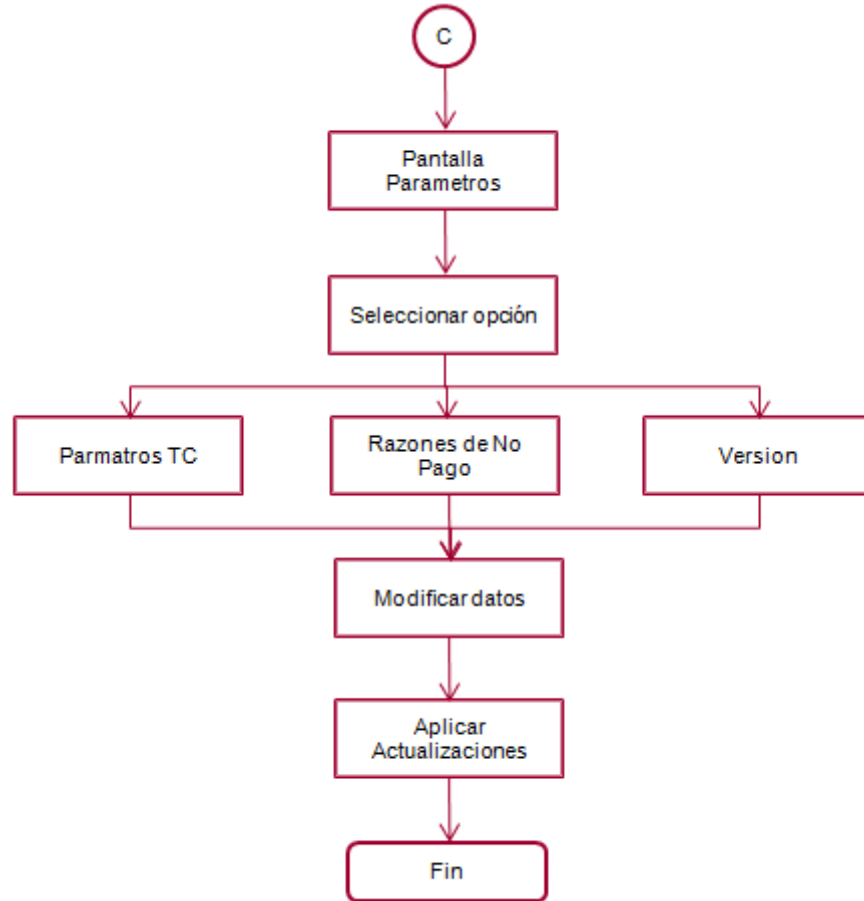 C
Pantalla
Parametros
Seleccionar opción
Parmatros TC
Razones de No
Pago
Version
Modificar datos
Aplicar
Actualizaciones
Fin